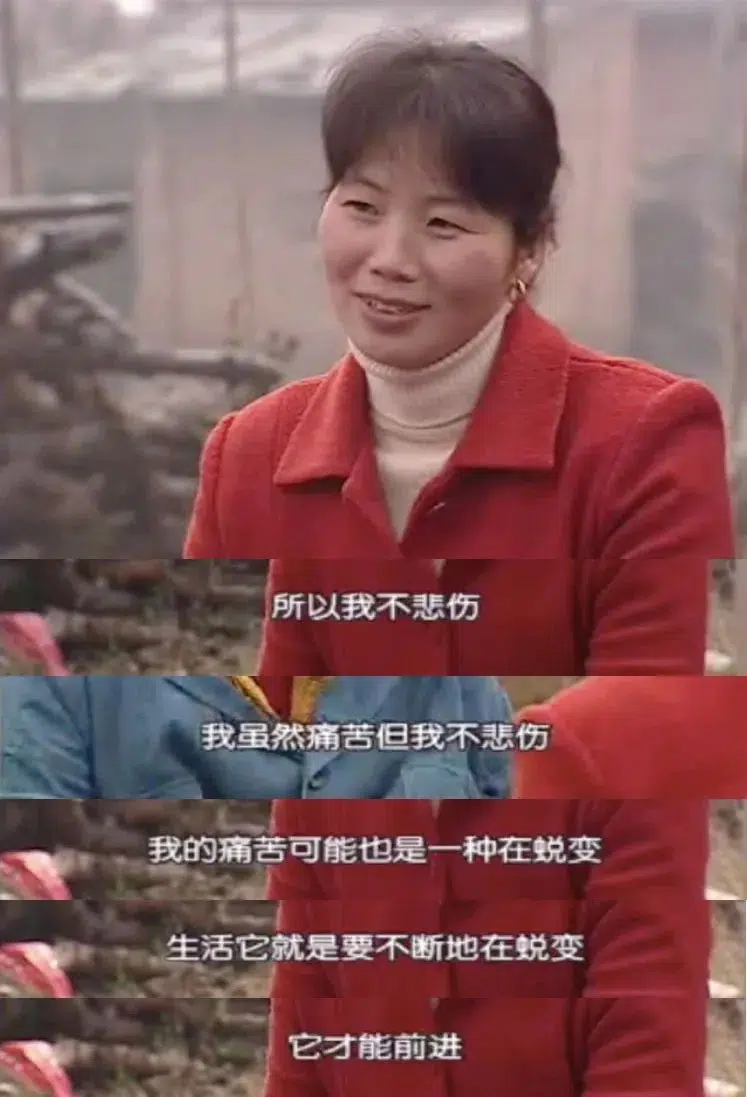 所以我不悲伤
我虽然痛苦但我不悲伤
我的痛苦可能也是一种在蜕变
生活它就是要不断地在蜕变
它才能前进